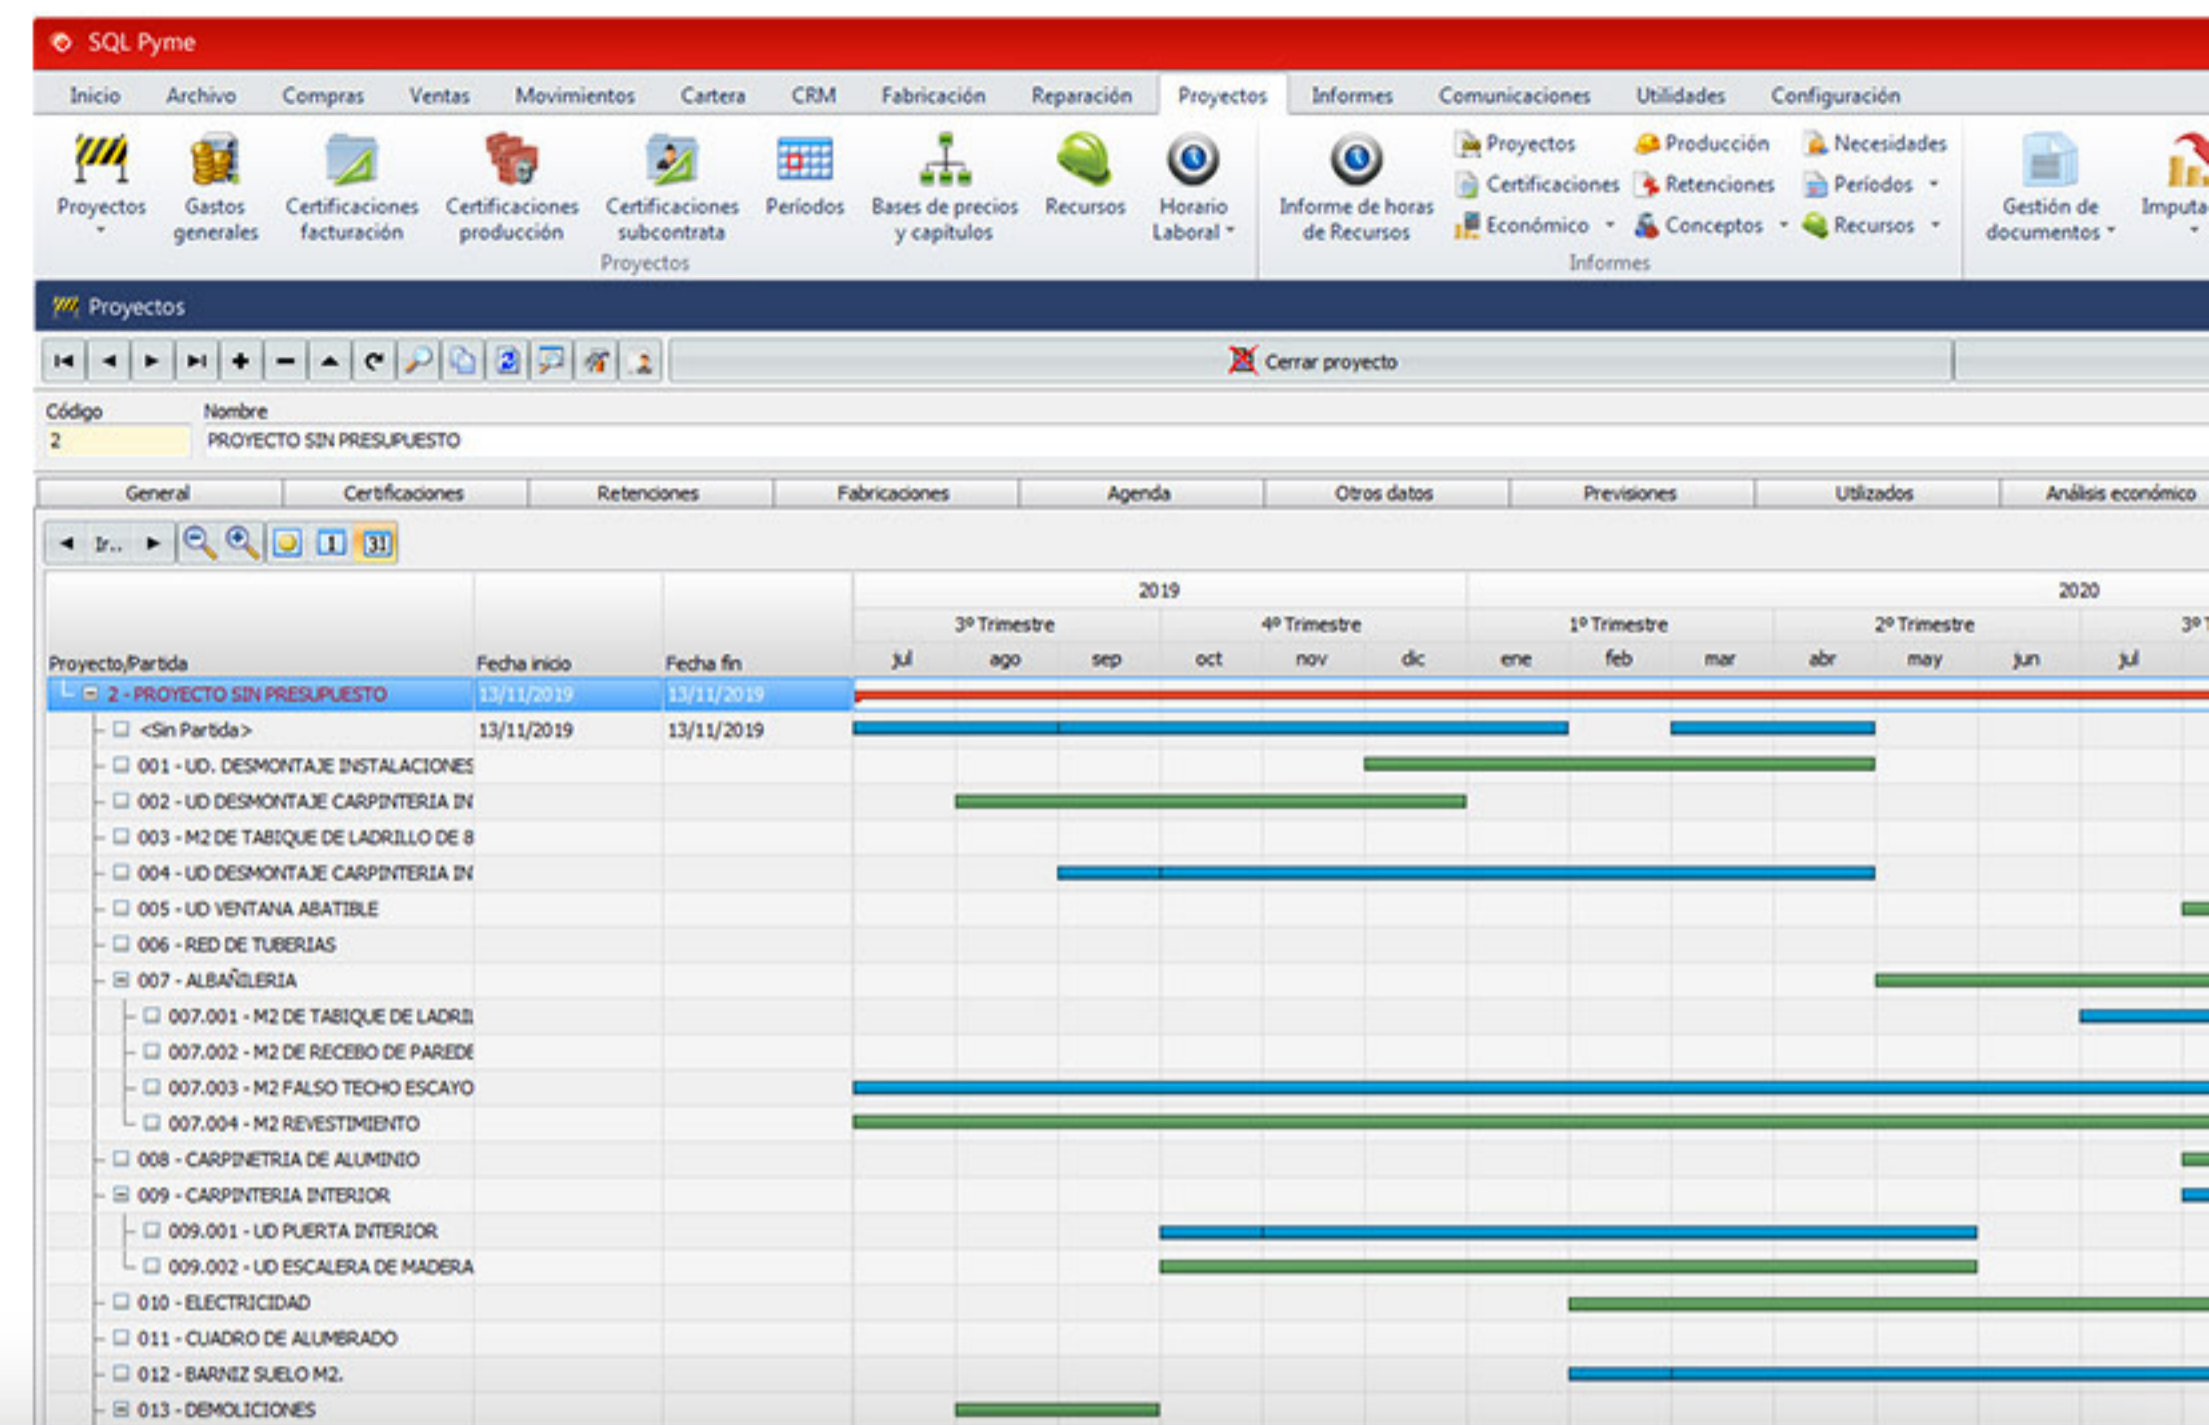 SQL Pyme
Inicio Archivo Compras Ventas Movimientos Cartera CRM Fabricación Reparación Proyectos Informes Comunicaciones Utilidades Configuración
Proyectos
Gastos generales
Certificaciones facturación
Certificaciones producción
Certificaciones subcontrata
Períodos
Bases de precios y capítulos
Recursos
Horario Laboral
Proyectos
Informe de horas de Recursos
Proyectos Producción Necesidades
Certificaciones Retenciones Períodos
Económico Conceptos Recursos
Informes
Gestión de documentos
Imputa
Proyectos
Cerrar proyecto
Código Nombre
2 PROYECTO SIN PRESUPUESTO
General Certificaciones Retenciones Fabricaciones Agenda Otros datos Previsiones Utilizados Análisis económico
Ir.. 1 31
2019 2020
3º Trimestre 4º Trimestre 1º Trimestre 2º Trimestre 3º T
Proyecto/Partida Fecha inicio Fecha fin jul ago sep oct nov dic ene feb mar abr may jun jul
2 - PROYECTO SIN PRESUPUESTO 13/11/2019 13/11/2019
<Sin Partida> 13/11/2019 13/11/2019
001 - UD. DESMONTAJE INSTALACIONES
002 - UD DESMONTAJE CARPINTERIA IN
003 - M2 DE TABIQUE DE LADRILLO DE 8
004 - UD DESMONTAJE CARPINTERIA IN
005 - UD VENTANA ABATIBLE
006 - RED DE TUBERIAS
007 - ALBAÑILERIA
007.001 - M2 DE TABIQUE DE LADRIL
007.002 - M2 DE RECEBO DE PAREDE
007.003 - M2 FALSO TECHO ESCAYO
007.004 - M2 REVESTIMIENTO
008 - CARPINETRIA DE ALUMINIO
009 - CARPINTERIA INTERIOR
009.001 - UD PUERTA INTERIOR
009.002 - UD ESCALERA DE MADERA
010 - ELECTRICIDAD
011 - CUADRO DE ALUMBRADO
012 - BARNIZ SUELO M2.
013 - DEMOLICIONES